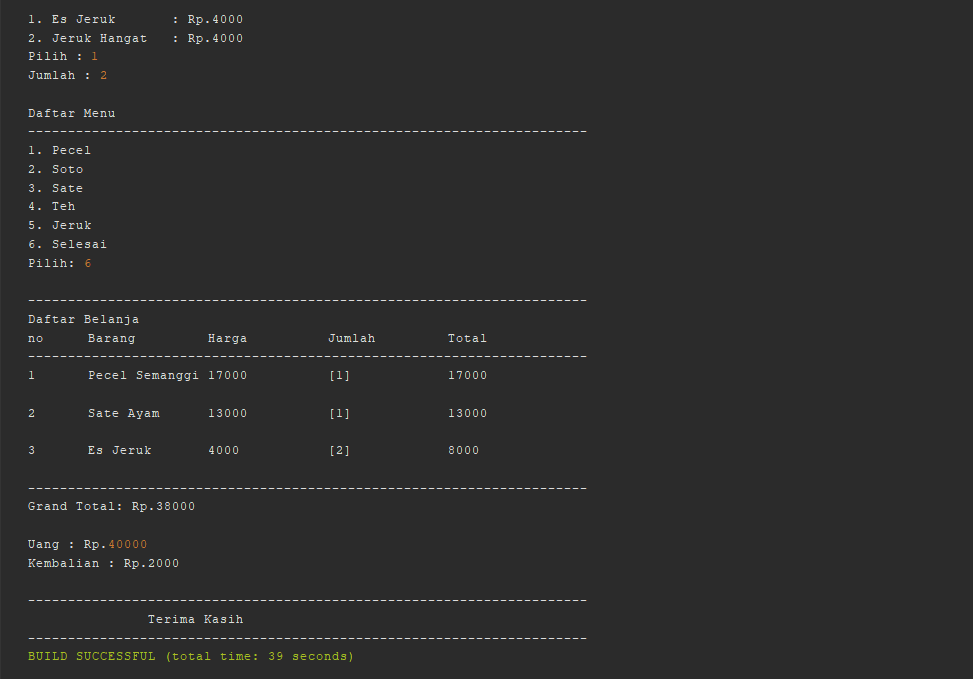 1. Es Jeruk       : Rp.4000
2. Jeruk Hangat   : Rp.4000
Pilih : 1
Jumlah : 2
Daftar Menu
----------------------------------------------------------------------
1. Pecel
2. Soto
3. Sate
4. Teh
5. Jeruk
6. Selesai
Pilih: 6
----------------------------------------------------------------------
Daftar Belanja
no Barang Harga Jumlah Total
----------------------------------------------------------------------
1 Pecel Semanggi 17000 [1] 17000
2 Sate Ayam 13000 [1] 13000
3 Es Jeruk 4000 [2] 8000
----------------------------------------------------------------------
Grand Total: Rp.38000
Uang : Rp.40000
Kembalian : Rp.2000
----------------------------------------------------------------------
Terima Kasih
----------------------------------------------------------------------
BUILD SUCCESSFUL (total time: 39 seconds)